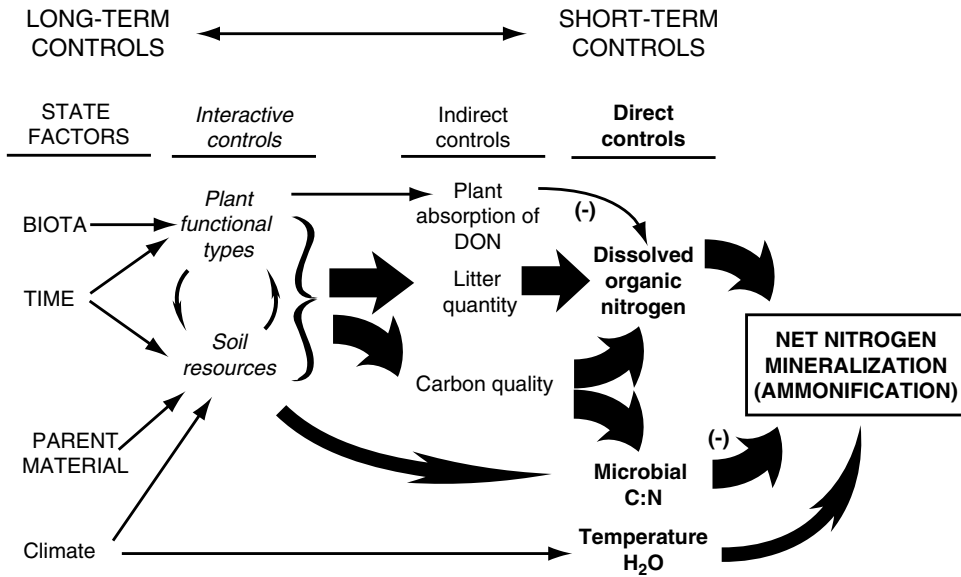 LONG-TERM
CONTROLS
SHORT-TERM
CONTROLS
STATE
FACTORS
Interactive
controls
Indirect
controls
Direct
controls
BIOTA
TIME
PARENT
MATERIAL
Climate
Plant
functional
types
Soil
resources
Plant
absorption of
DON
Litter
quantity
Carbon quality
(-)
Dissolved
organic
nitrogen
(-)
Microbial
C:N
Temperature
H₂O
NET NITROGEN
MINERALIZATION
(AMMONIFICATION)